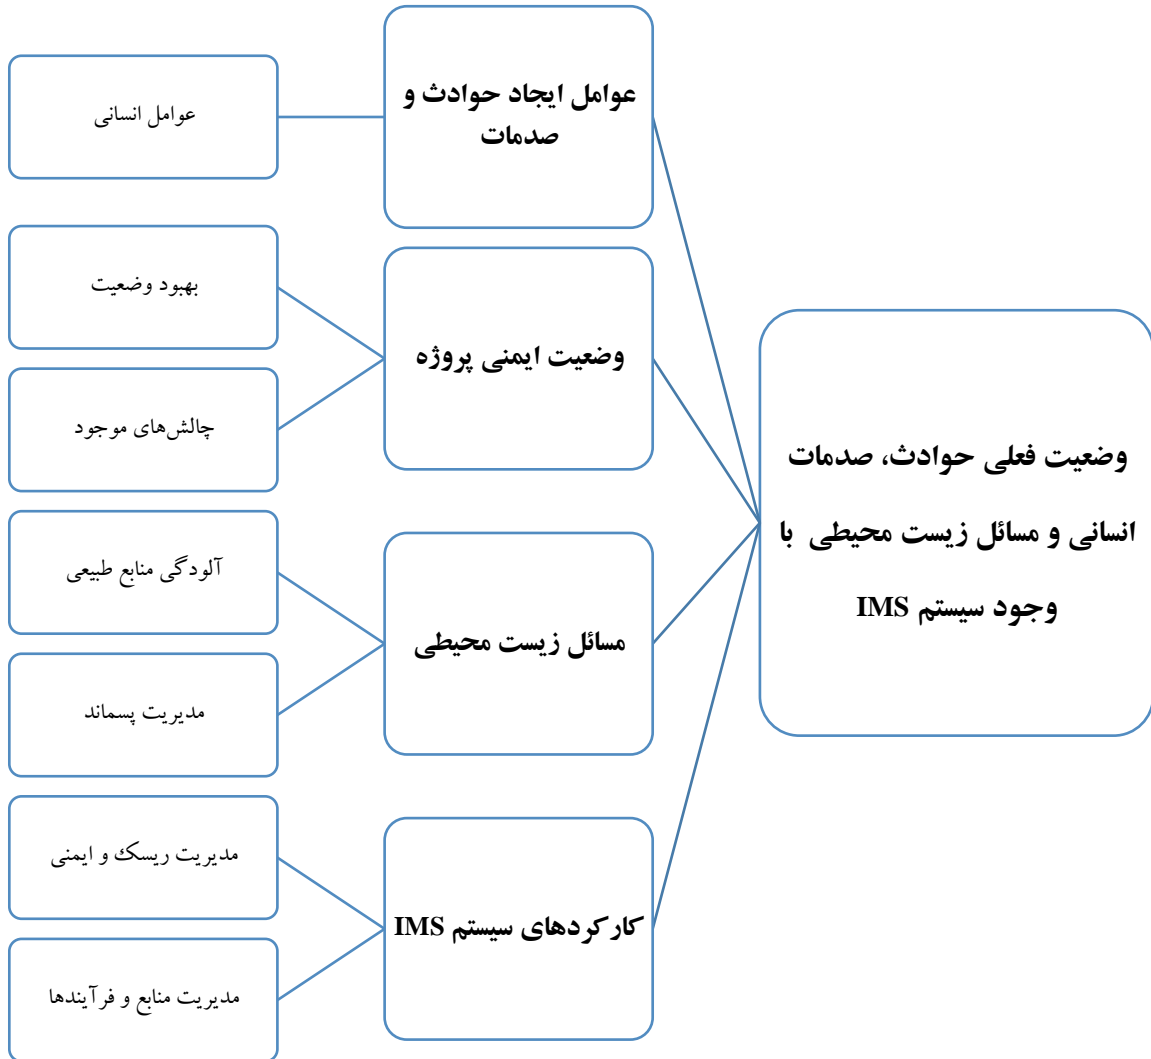 وضعیت فعلی حوادث، صدمات
انسانی و مسائل زیست محیطی با
وجود سیستم IMS
عوامل ایجاد حوادث و
صدمات
عوامل انسانی
وضعیت ایمنی پروژه
بهبود وضعیت
چالش‌های موجود
مسائل زیست محیطی
آلودگی منابع طبیعی
مدیریت پسماند
کارکردهای سیستم IMS
مدیریت ریسک و ایمنی
مدیریت منابع و فرآیندها